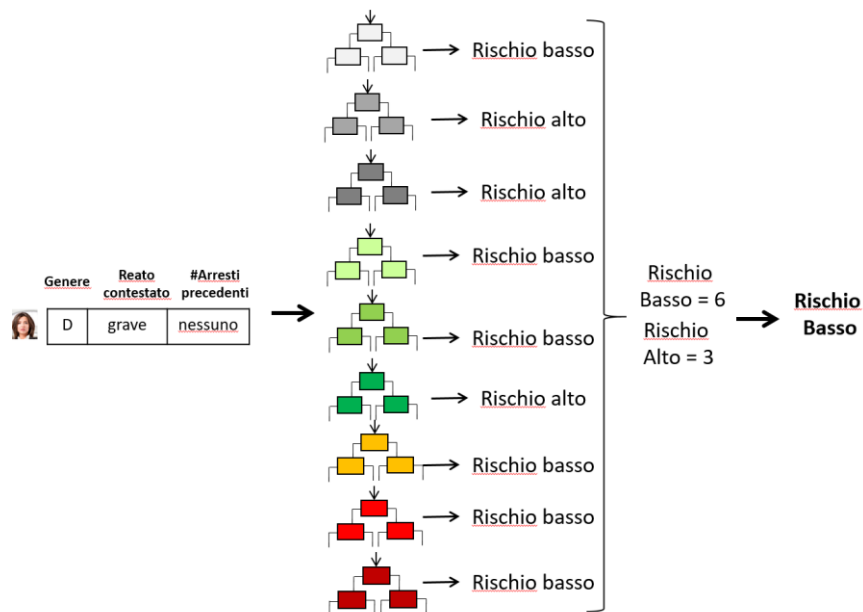 Rischio basso
Rischio alto
Rischio alto
Genere
Reato
contestato
#Arresti
precedenti
D
grave
nessuno
Rischio basso
Rischio basso
Rischio alto
Rischio basso
Rischio basso
Rischio basso
Rischio
Basso = 6
Rischio
Alto = 3
Rischio
Basso